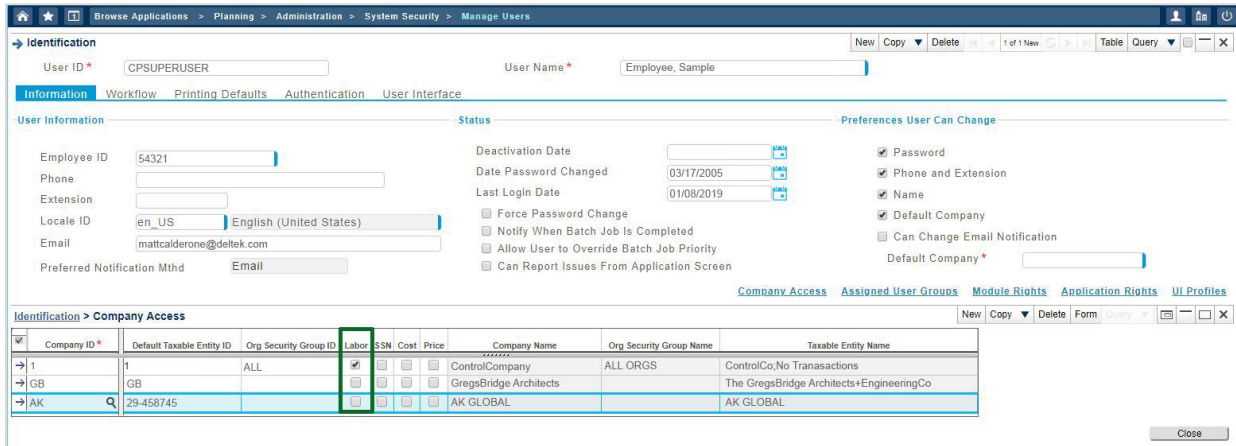 Browse Applications > Planning > Administration > System Security > Manage Users
Identification New Copy ▼ Delete 1 of 1 New Table Query ▼
User ID * CPSUPERUSER User Name * Employee, Sample
Information Workflow Printing Defaults Authentication User Interface
User Information Status Preferences User Can Change
Employee ID 54321 Deactivation Date Password
Phone Date Password Changed 03/17/2005 Phone and Extension
Extension Last Login Date 01/08/2019 Name
Locale ID en_US English (United States) Force Password Change Default Company
Email mattcalderone@deltek.com Notify When Batch Job Is Completed Can Change Email Notification
Allow User to Override Batch Job Priority Default Company *
Preferred Notification Mthd Email Can Report Issues From Application Screen
Company Access Assigned User Groups Module Rights Application Rights UI Profiles
Identification > Company Access New Copy ▼ Delete Form Query ▼
Company ID * Default Taxable Entity ID Org Security Group ID Labor SSN Cost Price Company Name Org Security Group Name Taxable Entity Name
1 1 ALL ControlCompany ALL ORGS ControlCo;No Tranasactions
GB GB GregsBridge Architects The GregsBridge Architects+EngineeringCo
AK 29-458745 AK GLOBAL AK GLOBAL
Close